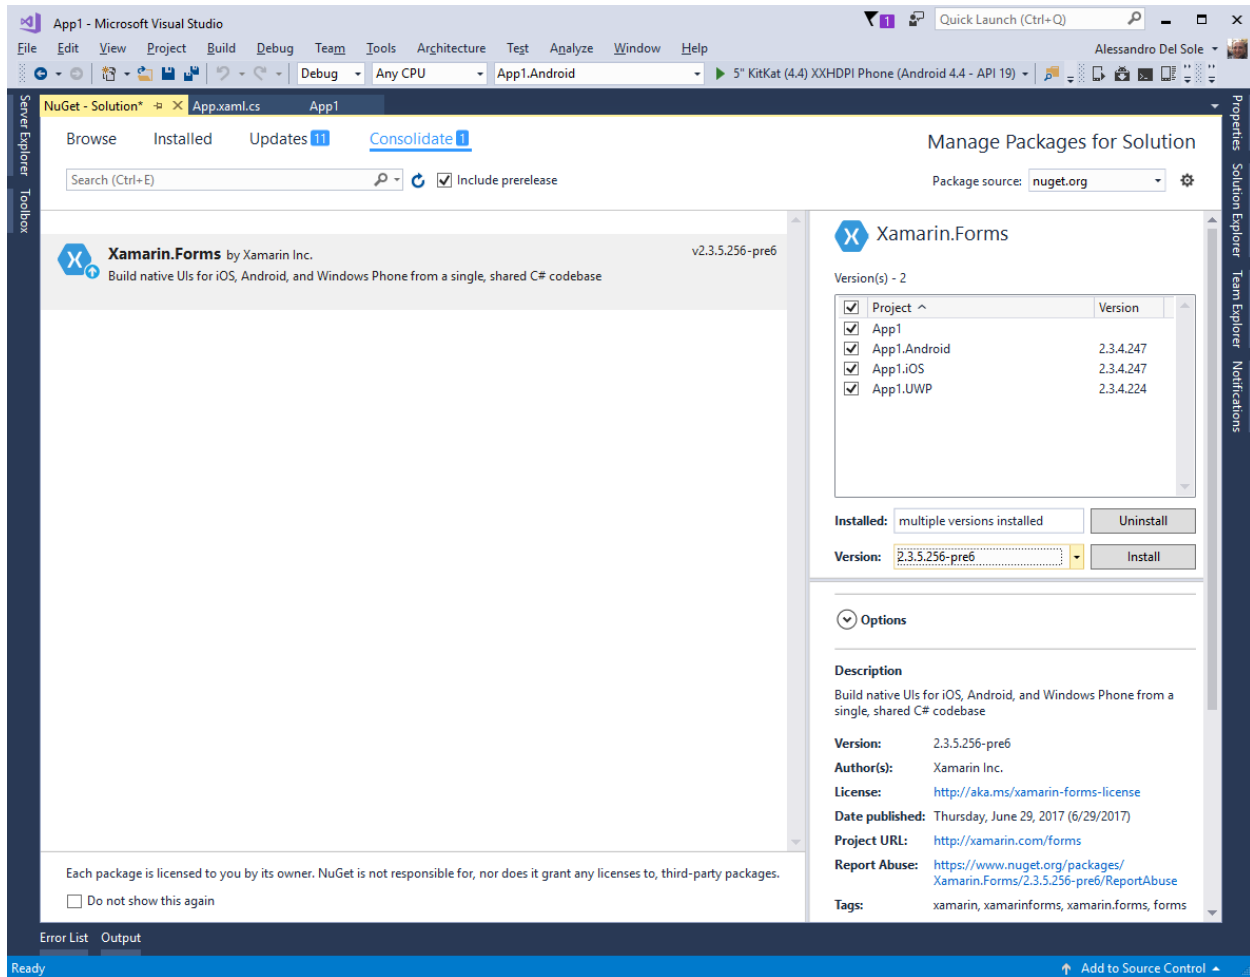 App1 - Microsoft Visual Studio
1
Quick Launch (Ctrl+Q)
File Edit View Project Build Debug Team Tools Architecture Test Analyze Window Help
Alessandro Del Sole
Debug Any CPU App1.Android 5" KitKat (4.4) XXHDPI Phone (Android 4.4 - API 19)
Server Explorer
Toolbox
NuGet - Solution* App.xaml.cs App1
Browse Installed Updates 11 Consolidate 1
Manage Packages for Solution
Search (Ctrl+E) Include prerelease
Package source: nuget.org
Xamarin.Forms by Xamarin Inc. v2.3.5.256-pre6
Build native UIs for iOS, Android, and Windows Phone from a single, shared C# codebase
Each package is licensed to you by its owner. NuGet is not responsible for, nor does it grant any licenses to, third-party packages.
Do not show this again
Xamarin.Forms
Version(s) - 2
Project Version
App1
App1.Android 2.3.4.247
App1.iOS 2.3.4.247
App1.UWP 2.3.4.224
Installed: multiple versions installed Uninstall
Version: 2.3.5.256-pre6 Install
Options
Description
Build native UIs for iOS, Android, and Windows Phone from a
single, shared C# codebase
Version: 2.3.5.256-pre6
Author(s): Xamarin Inc.
License: http://aka.ms/xamarin-forms-license
Date published: Thursday, June 29, 2017 (6/29/2017)
Project URL: http://xamarin.com/forms
Report Abuse: https://www.nuget.org/packages/
Xamarin.Forms/2.3.5.256-pre6/ReportAbuse
Tags: xamarin, xamarinforms, xamarin.forms, forms
Properties
Solution Explorer
Team Explorer
Notifications
Error List Output
Ready
Add to Source Control